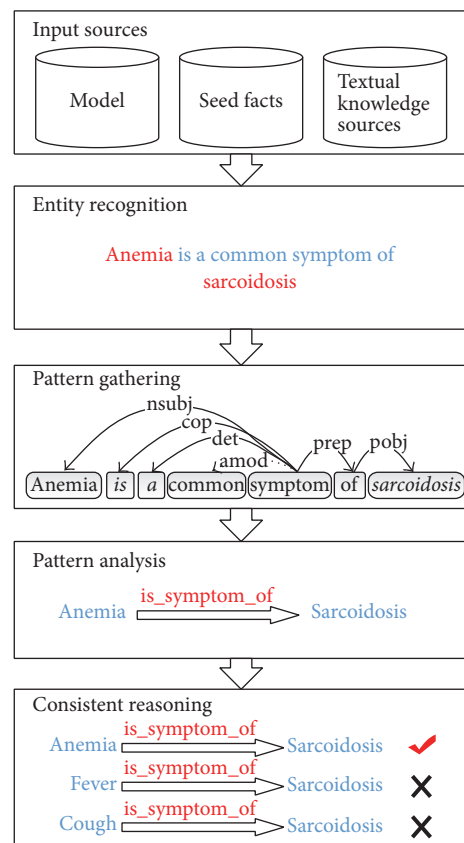 Input sources
Model
Seed facts
Textual
knowledge
sources
Entity recognition
Anemia is a common symptom of
sarcoidosis
Pattern gathering
nsubj
cop
det
amod
prep
pobj
Anemia is a common symptom of sarcoidosis
Pattern analysis
is_symptom_of
Anemia Sarcoidosis
Consistent reasoning
is_symptom_of
Anemia Sarcoidosis
is_symptom_of
Fever Sarcoidosis
is_symptom_of
Cough Sarcoidosis